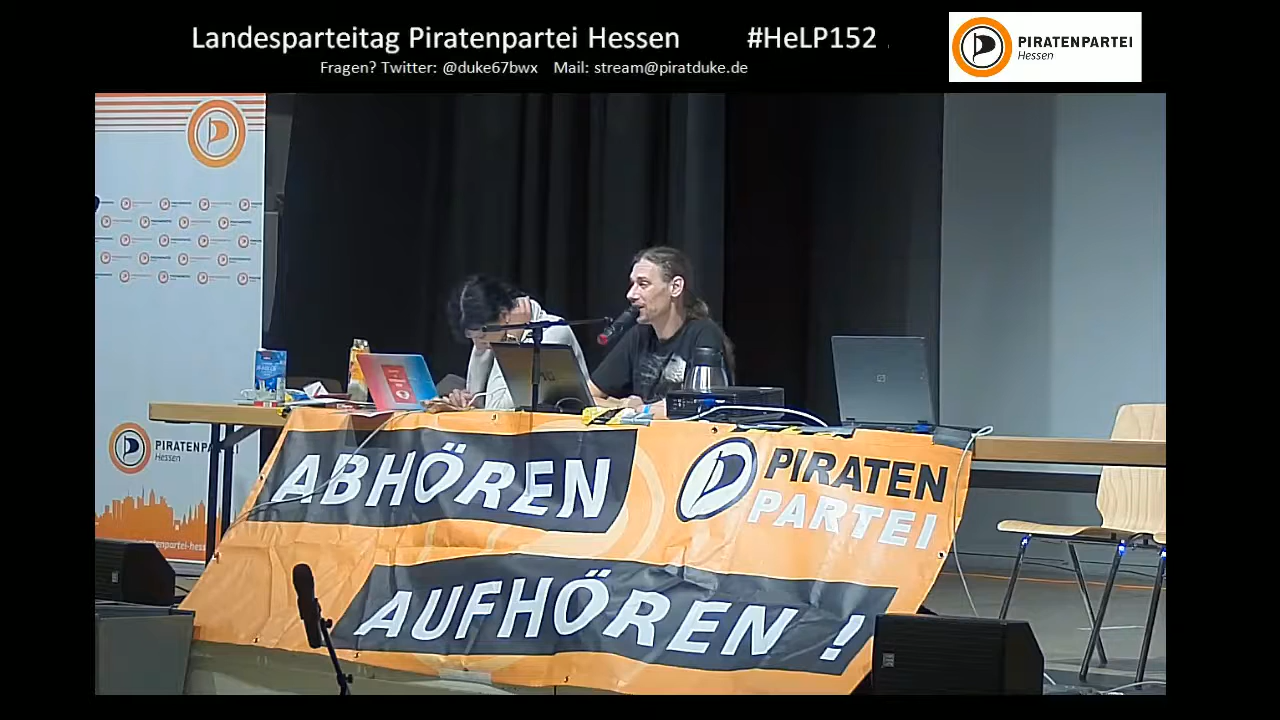 Landesparteitag Piratenpartei Hessen #HeLP152
Fragen? Twitter: @duke67bwx Mail: stream@piratduke.de
PIRATENPARTEI
Hessen
PIRATENPARTEI
Hessen
ABHÖREN
PIRATEN
PARTEI
AUFHÖREN !